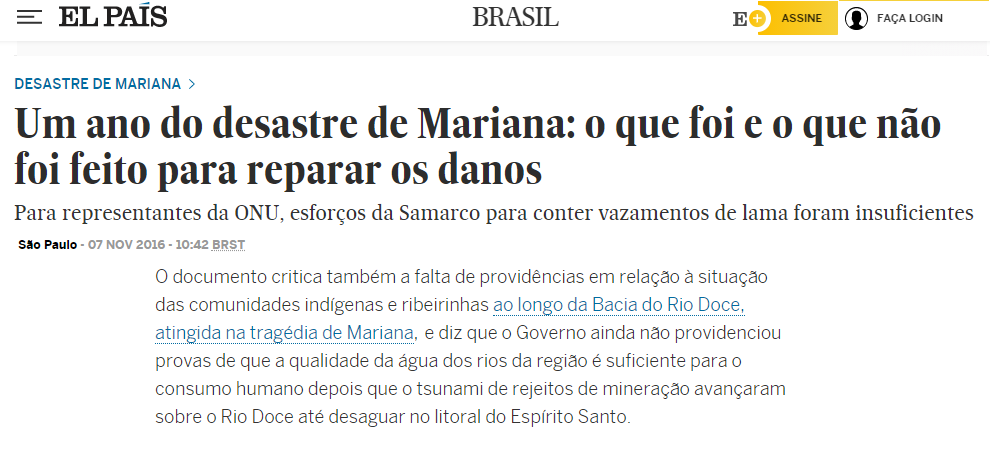 EL PAÍS
BRASIL
E+ ASSINE
FAÇA LOGIN
DESASTRE DE MARIANA >
Um ano do desastre de Mariana: o que foi e o que não
foi feito para reparar os danos
Para representantes da ONU, esforços da Samarco para conter vazamentos de lama foram insuficientes
São Paulo - 07 NOV 2016 - 10:42 BRST
O documento critica também a falta de providências em relação à situação
das comunidades indígenas e ribeirinhas ao longo da Bacia do Rio Doce,
atingida na tragédia de Mariana, e diz que o Governo ainda não providenciou
provas de que a qualidade da água dos rios da região é suficiente para o
consumo humano depois que o tsunami de rejeitos de mineração avançaram
sobre o Rio Doce até desaguar no litoral do Espírito Santo.